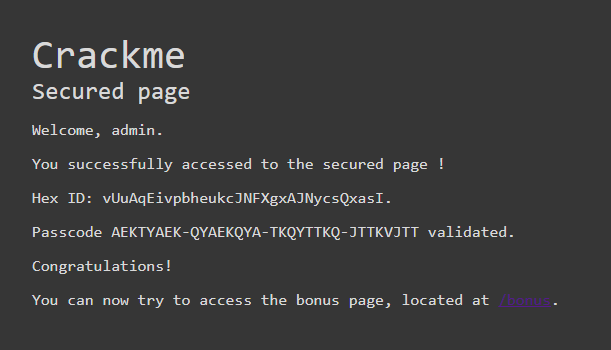 Crackme
Secured page
Welcome, admin.
You successfully accessed to the secured page !
Hex ID: vUuAqEivpbheukcJNFXgxAJNycsQxasI.
Passcode AEKTYAEK-QYAEKQYA-TKQYTTKQ-JTTKVJTT validated.
Congratulations!
You can now try to access the bonus page, located at /bonus.